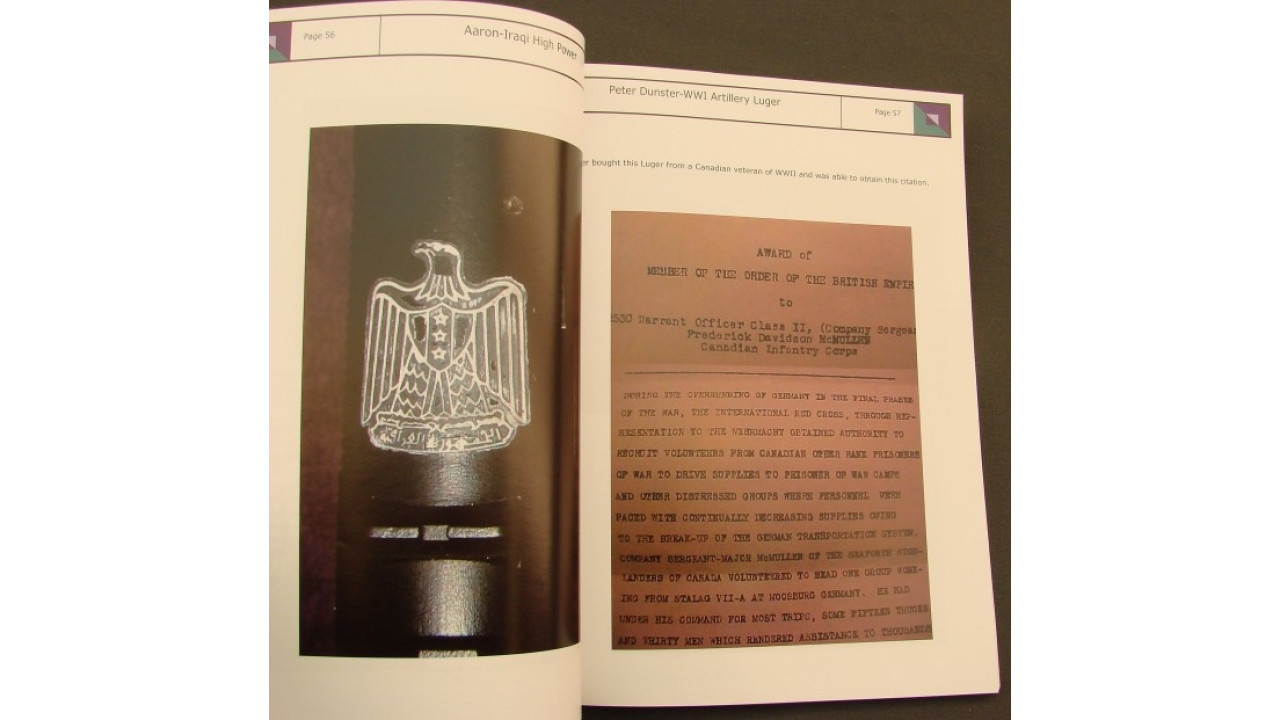 Page 56
Aaron-Iraqi High Power
Peter Dunster-WWI Artillery Luger
Page 57
er bought this Luger from a Canadian veteran of WWII and was able to obtain this citation.
AWARD of
MEMBER OF THE ORDER OF THE BRITISH EMPIR
to
Warrant Officer Class II, (Company Sergea
Frederick Davidson McMULLEN
Canadian Infantry Corps
DURING THE OVERRUNNING OF GERMANY IN THE FINAL PHASES
OF THE WAR, THE INTERNATIONAL RED CROSS, THROUGH REP-
RESENTATION TO THE WEHRMACHT OBTAINED AUTHORITY TO
RECRUIT VOLUNTEERS FROM CANADIAN OTHER RANK PRISONERS
OF WAR TO DRIVE SUPPLIES TO PRISONER OF WAR CAMPS
AND OTHER DISTRESSED GROUPS WHERE PERSONNEL WERE
FACED WITH CONTINUALLY DECREASING SUPPLIES OWING
TO THE BREAK-UP OF THE GERMAN TRANSPORTATION SYSTEM.
COMPANY SERGEANT-MAJOR McMULLEN OF THE SEAFORTH HIGH-
LANDERS OF CANADA VOLUNTEERED TO HEAD ONE GROUP WORK-
ING FROM STALAG VII-A AT MOOSBURG GERMANY. HE HAD
UNDER HIS COMMAND FOR MOST TRIPS, SOME FIFTEEN TRUCKS
AND THIRTY MEN WHICH RENDERED ASSISTANCE TO THOUSANDS